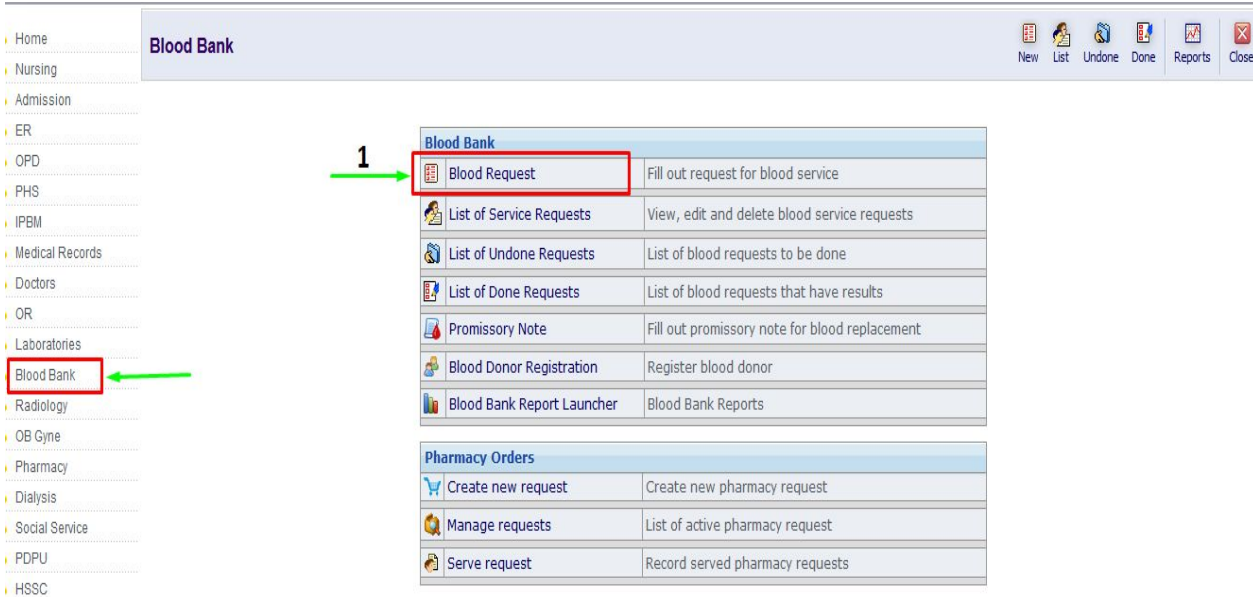 Home
Nursing
Admission
ER
OPD
PHS
IPBM
Medical Records
Doctors
OR
Laboratories
Blood Bank
Radiology
OB Gyne
Pharmacy
Dialysis
Social Service
PDPU
HSSC
Blood Bank
New List Undone Done Reports Close
1
Blood Bank
Blood Request Fill out request for blood service
List of Service Requests View, edit and delete blood service requests
List of Undone Requests List of blood requests to be done
List of Done Requests List of blood requests that have results
Promissory Note Fill out promissory note for blood replacement
Blood Donor Registration Register blood donor
Blood Bank Report Launcher Blood Bank Reports
Pharmacy Orders
Create new request Create new pharmacy request
Manage requests List of active pharmacy request
Serve request Record served pharmacy requests